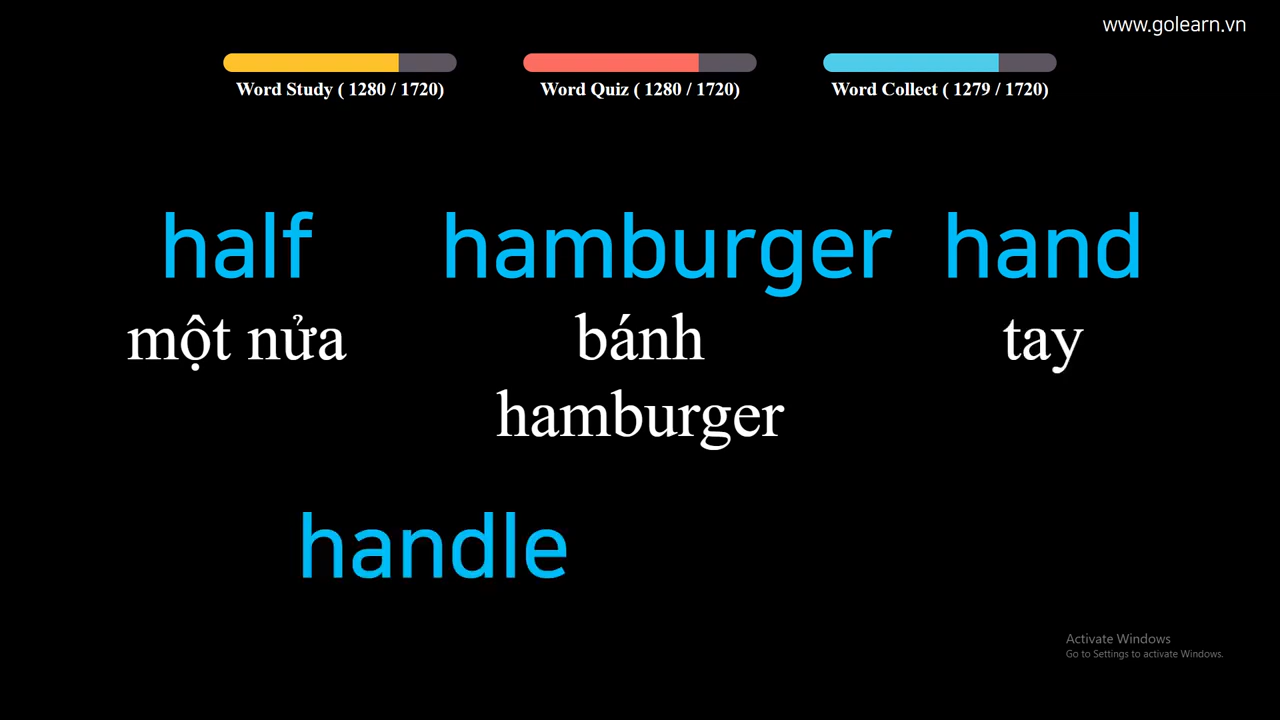 www.golearn.vn
Word Study ( 1280 / 1720)
Word Quiz ( 1280 / 1720)
Word Collect ( 1279 / 1720)
half
hamburger
hand
một nửa
bánh
tay
hamburger
handle
Activate Windows
Go to Settings to activate Windows.